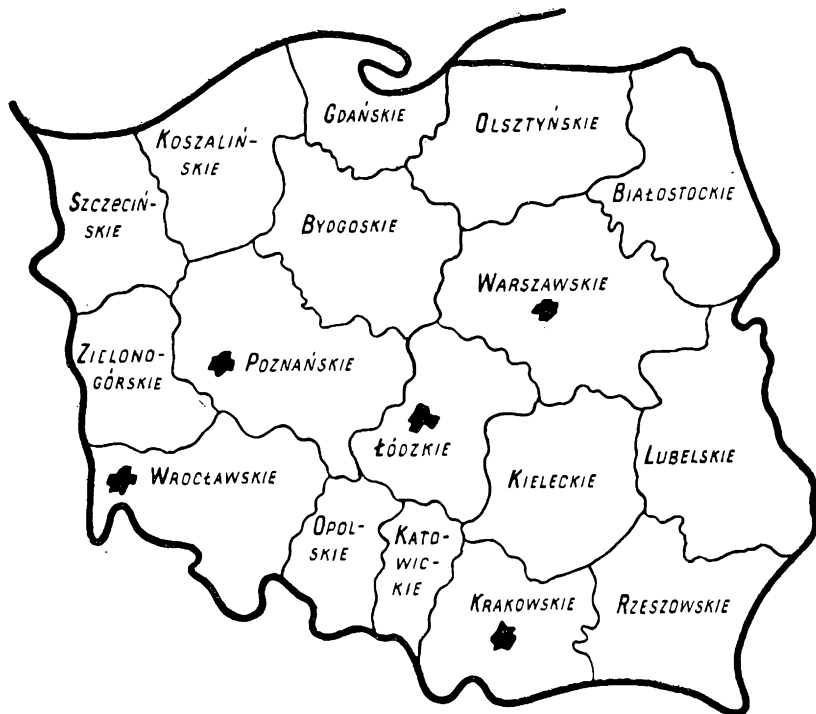 GDAŃSKIE
OLSZTYŃSKIE
KOSZALIŃ-
SKIE
BIAŁOSTOCKIE
SZCZECIŃ-
SKIE
BYDGOSKIE
WARSZAWSKIE
ZIELONO-
GÓRSKIE
POZNAŃSKIE
ŁÓDZKIE
LUBELSKIE
WROCŁAWSKIE
KIELECKIE
OPOL-
SKIE
KATO-
WIC-
KIE
KRAKOWSKIE
RZESZOWSKIE